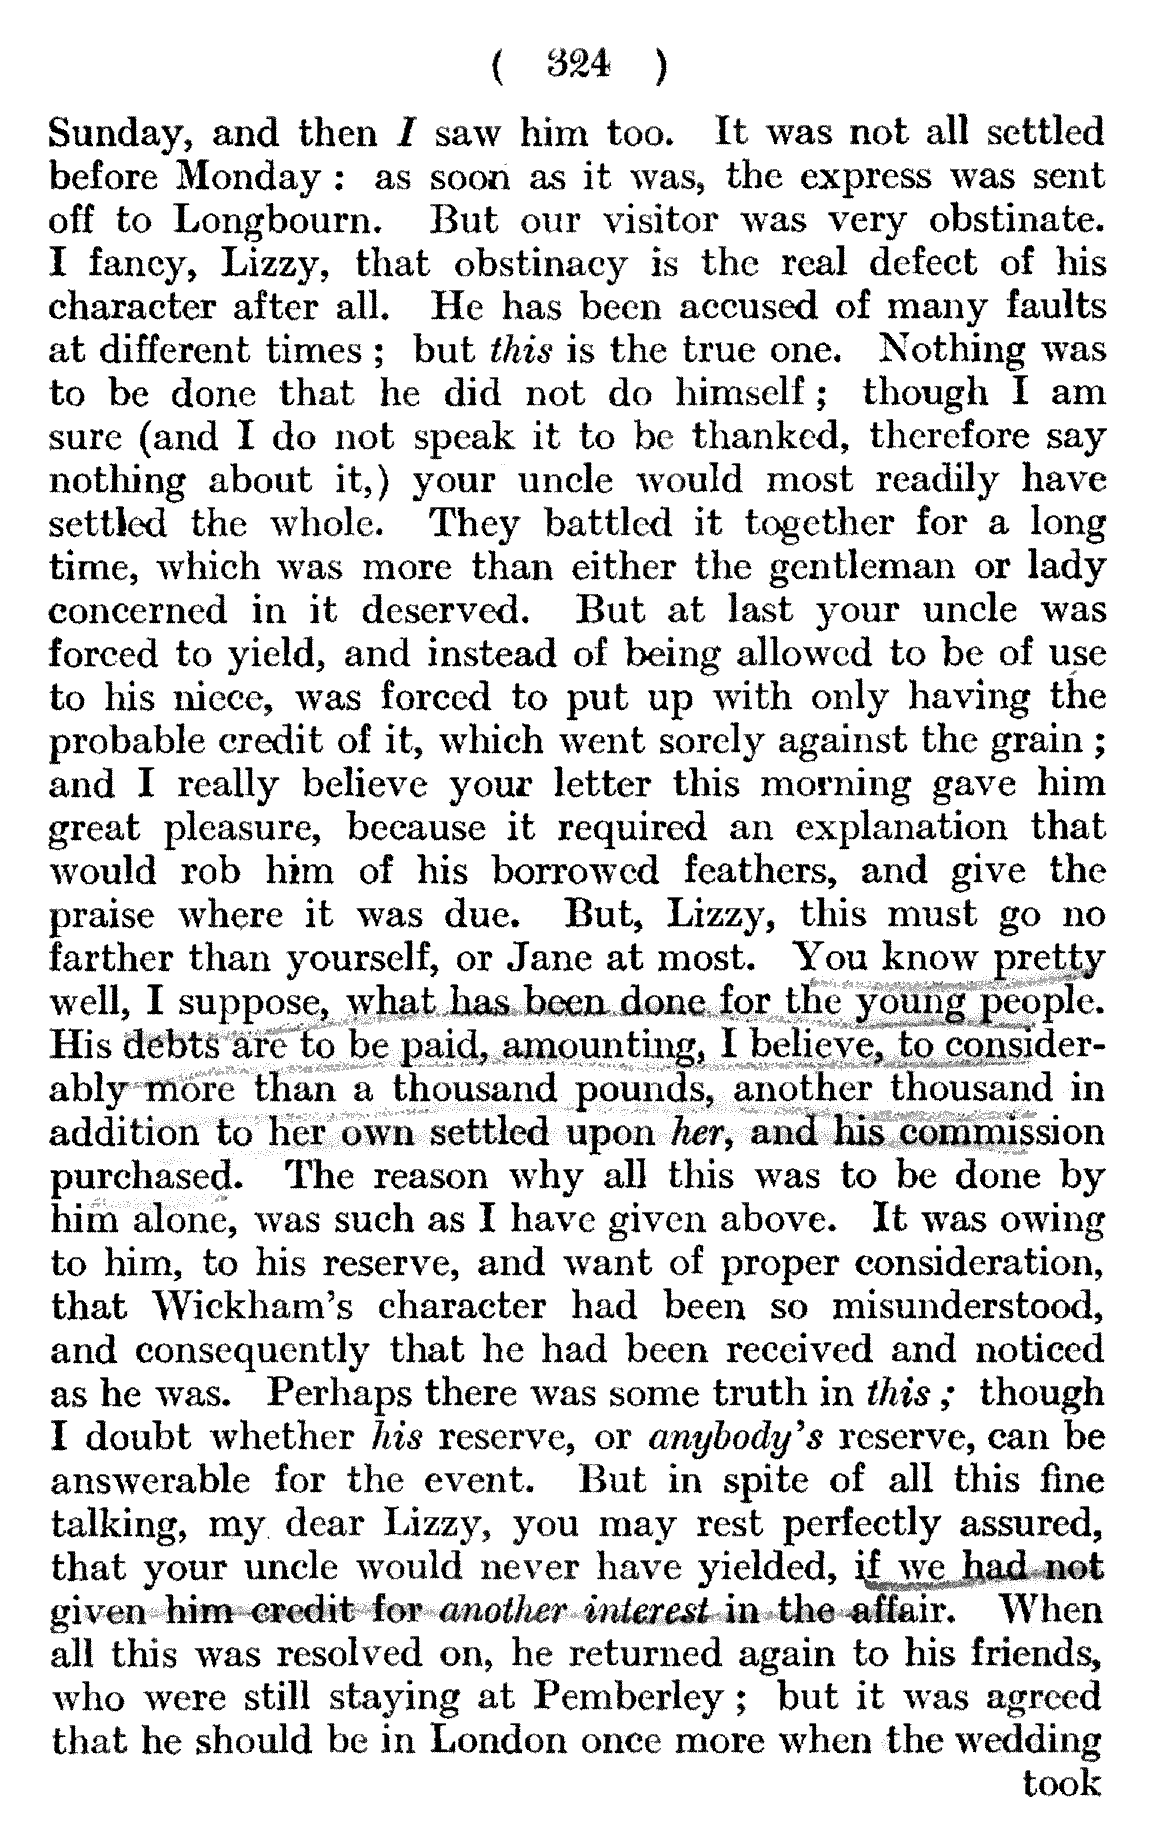 ( 324 )
Sunday, and then I saw him too. It was not all settled
before Monday : as soon as it was, the express was sent
off to Longbourn. But our visitor was very obstinate.
I fancy, Lizzy, that obstinacy is the real defect of his
character after all. He has been accused of many faults
at different times ; but this is the true one. Nothing was
to be done that he did not do himself ; though I am
sure (and I do not speak it to be thanked, therefore say
nothing about it,) your uncle would most readily have
settled the whole. They battled it together for a long
time, which was more than either the gentleman or lady
concerned in it deserved. But at last your uncle was
forced to yield, and instead of being allowed to be of use
to his niece, was forced to put up with only having the
probable credit of it, which went sorely against the grain ;
and I really believe your letter this morning gave him
great pleasure, because it required an explanation that
would rob him of his borrowed feathers, and give the
praise where it was due. But, Lizzy, this must go no
farther than yourself, or Jane at most. You know pretty
well, I suppose, what has been done for the young people.
His debts are to be paid, amounting, I believe, to consider-
ably more than a thousand pounds, another thousand in
addition to her own settled upon her, and his commission
purchased. The reason why all this was to be done by
him alone, was such as I have given above. It was owing
to him, to his reserve, and want of proper consideration,
that Wickham's character had been so misunderstood,
and consequently that he had been received and noticed
as he was. Perhaps there was some truth in this ; though
I doubt whether his reserve, or anybody's reserve, can be
answerable for the event. But in spite of all this fine
talking, my dear Lizzy, you may rest perfectly assured,
that your uncle would never have yielded, if we had not
given him credit for another interest in the affair. When
all this was resolved on, he returned again to his friends,
who were still staying at Pemberley ; but it was agreed
that he should be in London once more when the wedding
took